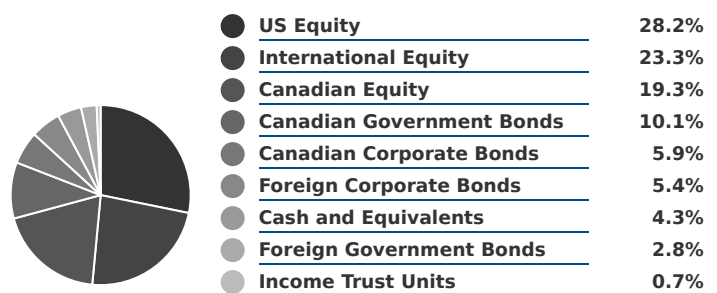 US Equity 28.2%
International Equity 23.3%
Canadian Equity 19.3%
Canadian Government Bonds 10.1%
Canadian Corporate Bonds 5.9%
Foreign Corporate Bonds 5.4%
Cash and Equivalents 4.3%
Foreign Government Bonds 2.8%
Income Trust Units 0.7%